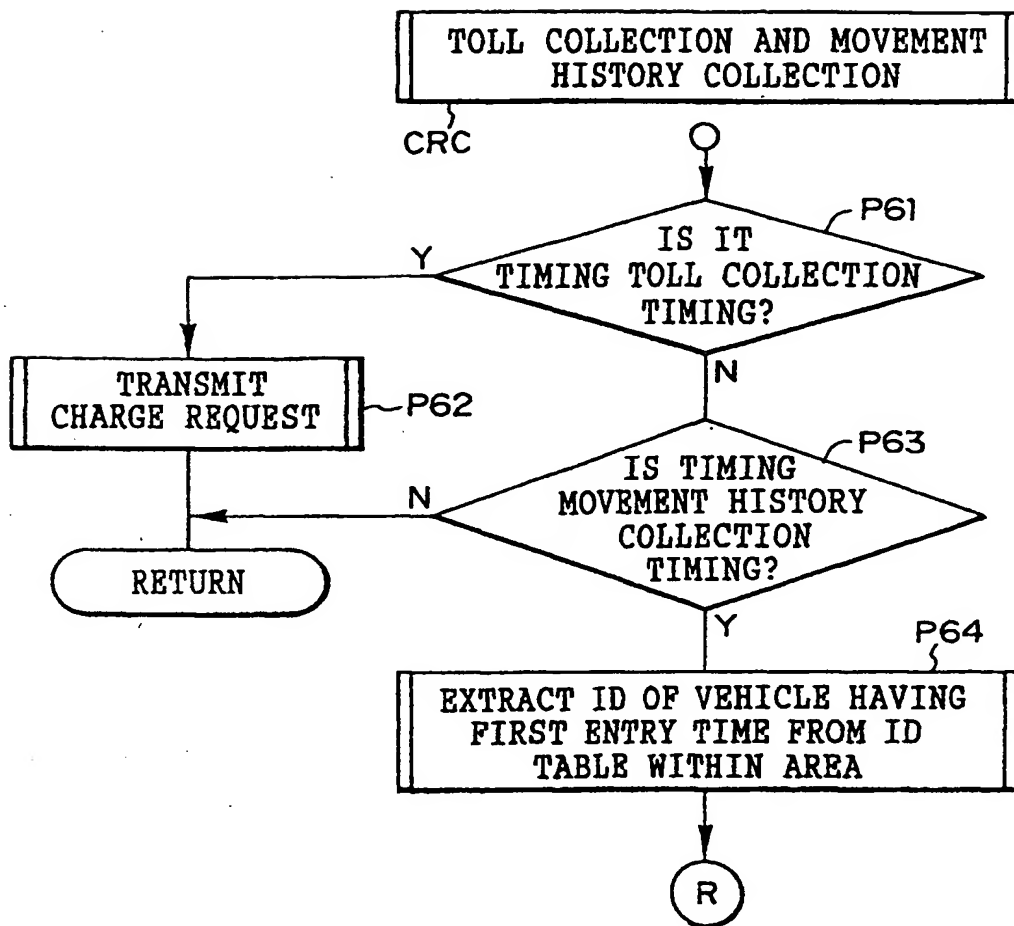 TOLL COLLECTION AND MOVEMENT
HISTORY COLLECTION
CRC
P61
IS IT
TIMING TOLL COLLECTION
TIMING?
Y
N
TRANSMIT
CHARGE REQUEST
P62
P63
IS TIMING
MOVEMENT HISTORY
COLLECTION
TIMING?
N
Y
RETURN
P64
EXTRACT ID OF VEHICLE HAVING
FIRST ENTRY TIME FROM ID
TABLE WITHIN AREA
R